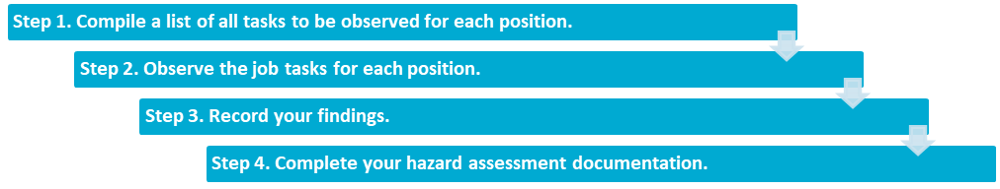 Step 1. Compile a list of all tasks to be observed for each position.
Step 2. Observe the job tasks for each position.
Step 3. Record your findings.
Step 4. Complete your hazard assessment documentation.